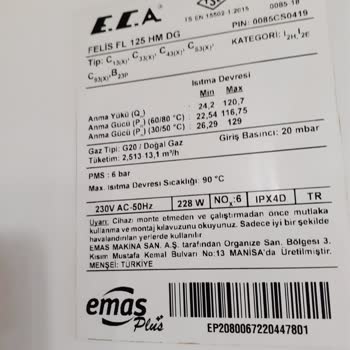 E.C.A
TS EN 15502-1:2015
0085-18
FELİS FL 125 HM DG
PIN: 0085CS0419
Tip: C13(X), C33(X), C43(X), C53(X),
C93(X),B23P
KATEGORİ: I2H, I2E
Isıtma Devresi
Min Max
Anma Yükü (Qn) 24,2 120,7
Anma Gücü (Pn) (60/80 °C) 22,54 116,75
Anma Gücü (Pn) (30/50 °C) 26,29 129
Gaz Tipi: G20 / Doğal Gaz
Giriş Basıncı: 20 mbar
Tüketim: 2,513-13,1 m³/h
PMS : 6 bar
Max. Isıtma Devresi Sıcaklığı: 90 °C
230V AC-50Hz 228 W NOX:6 IPX4D TR
Uyarı: Cihazı monte etmeden ve çalıştırmadan önce mutlaka
kullanma ve montaj kılavuzunu okuyunuz. Sadece iyi bir şekilde
havalandırılan yerlerde kullanılır
EMAS MAKİNA SAN. A.Ş. tarafından Organize San. Bölgesi 3.
Kısım Mustafa Kemal Bulvarı No:13 MANİSA'da Üretilmiştir.
MENŞEİ: TÜRKİYE
emas
Plus
EP2080067220447801